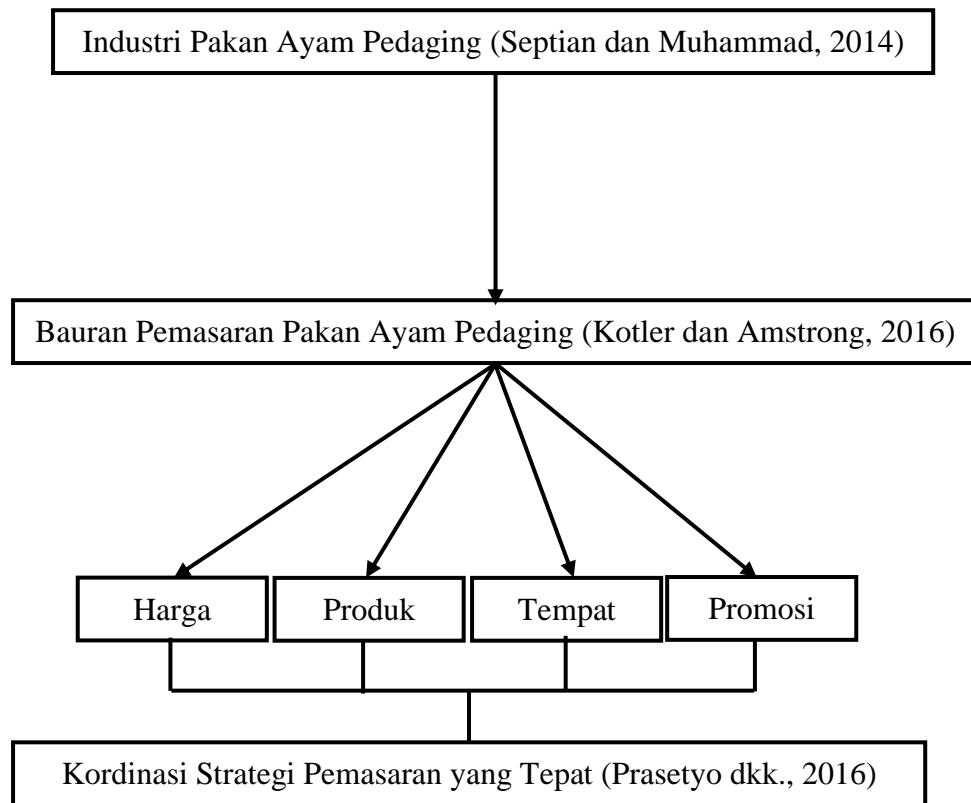 Industri Pakan Ayam Pedaging (Septian dan Muhammad, 2014)
Bauran Pemasaran Pakan Ayam Pedaging (Kotler dan Amstrong, 2016)
Harga
Produk
Tempat
Promosi
Kordinasi Strategi Pemasaran yang Tepat (Prasetyo dkk., 2016)